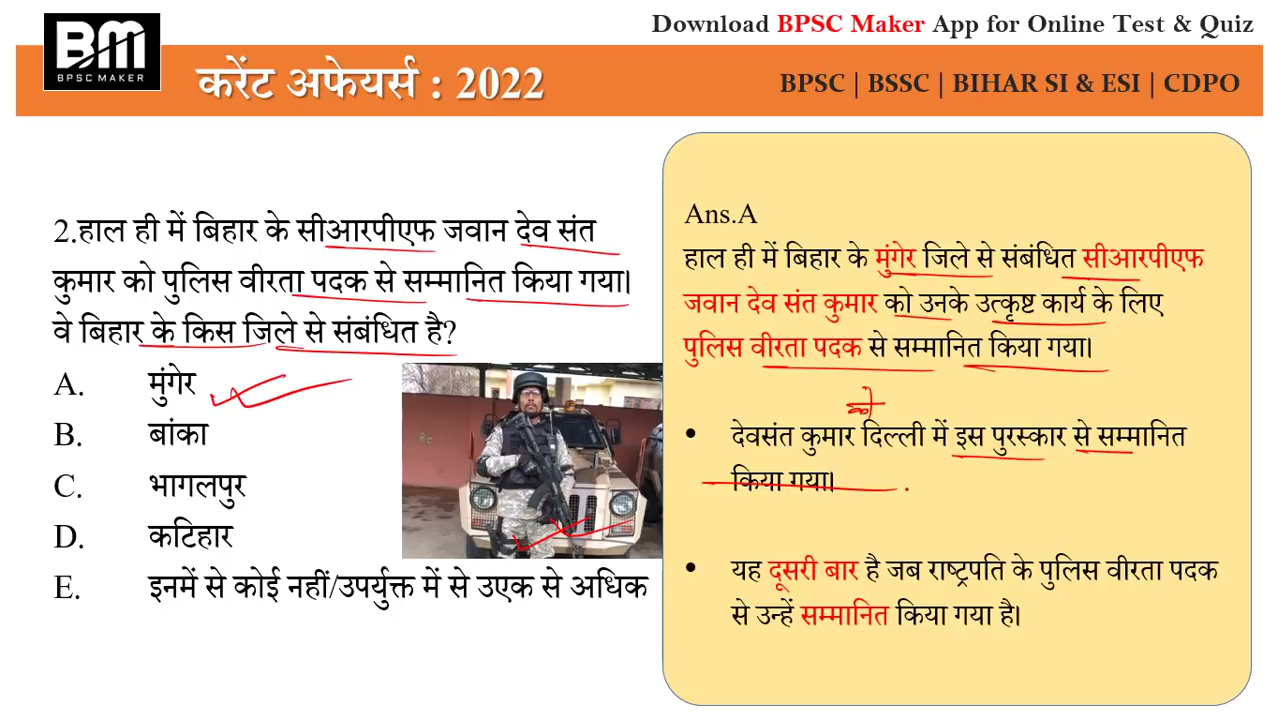 Download BPSC Maker App for Online Test & Quiz
BM
BPSC MAKER
करेंट अफेयर्स : 2022
BPSC | BSSC | BIHAR SI & ESI | CDPO
2.हाल ही में बिहार के सीआरपीएफ जवान देव संत
कुमार को पुलिस वीरता पदक से सम्मानित किया गया।
वे बिहार के किस जिले से संबंधित है?
A. मुंगेर
B. बांका
C. भागलपुर
D. कटिहार
E. इनमें से कोई नहीं/उपर्युक्त में से उएक से अधिक
Ans.A
हाल ही में बिहार के मुंगेर जिले से संबंधित सीआरपीएफ
जवान देव संत कुमार को उनके उत्कृष्ट कार्य के लिए
पुलिस वीरता पदक से सम्मानित किया गया।
को
• देवसंत कुमार दिल्ली में इस पुरस्कार से सम्मानित
किया गया।
• यह दूसरी बार है जब राष्ट्रपति के पुलिस वीरता पदक
से उन्हें सम्मानित किया गया है।